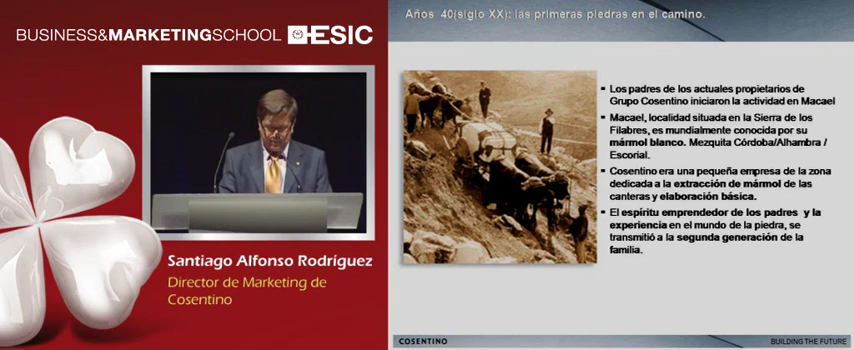 BUSINESS&MARKETINGSCHOOL ESIC
Santiago Alfonso Rodríguez
Director de Marketing de
Cosentino
Años 40(siglo XX): las primeras piedras en el camino.
▪ Los padres de los actuales propietarios de
Grupo Cosentino iniciaron la actividad en Macael
▪ Macael, localidad situada en la Sierra de los
Filabres, es mundialmente conocida por su
mármol blanco. Mezquita Córdoba/Alhambra /
Escorial.
▪ Cosentino era una pequeña empresa de la zona
dedicada a la extracción de mármol de las
canteras y elaboración básica.
▪ El espíritu emprendedor de los padres y la
experiencia en el mundo de la piedra, se
transmitió a la segunda generación de la
familia.
COSENTINO
BUILDING THE FUTURE